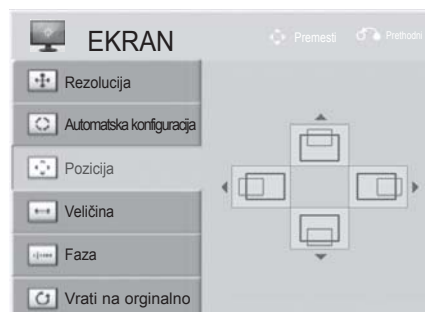 EKRAN
Premesti
Prethodni
Rezolucija
Automatska konfiguracija
Pozicija
Veličina
Faza
Vrati na orginalno